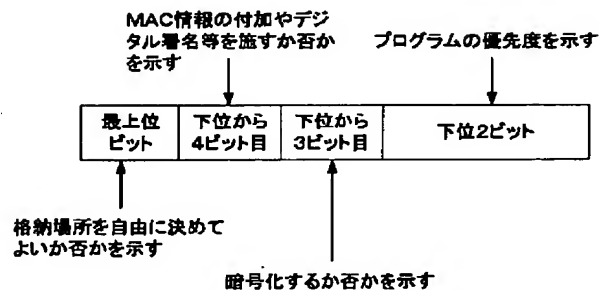 MAC情報の付加やデジ
タル署名等を施すか否か
を示す
プログラムの優先度を示す
最上位
ビット
下位から
4ビット目
下位から
3ビット目
下位2ビット
格納場所を自由に決めて
よいか否かを示す
暗号化するか否かを示す